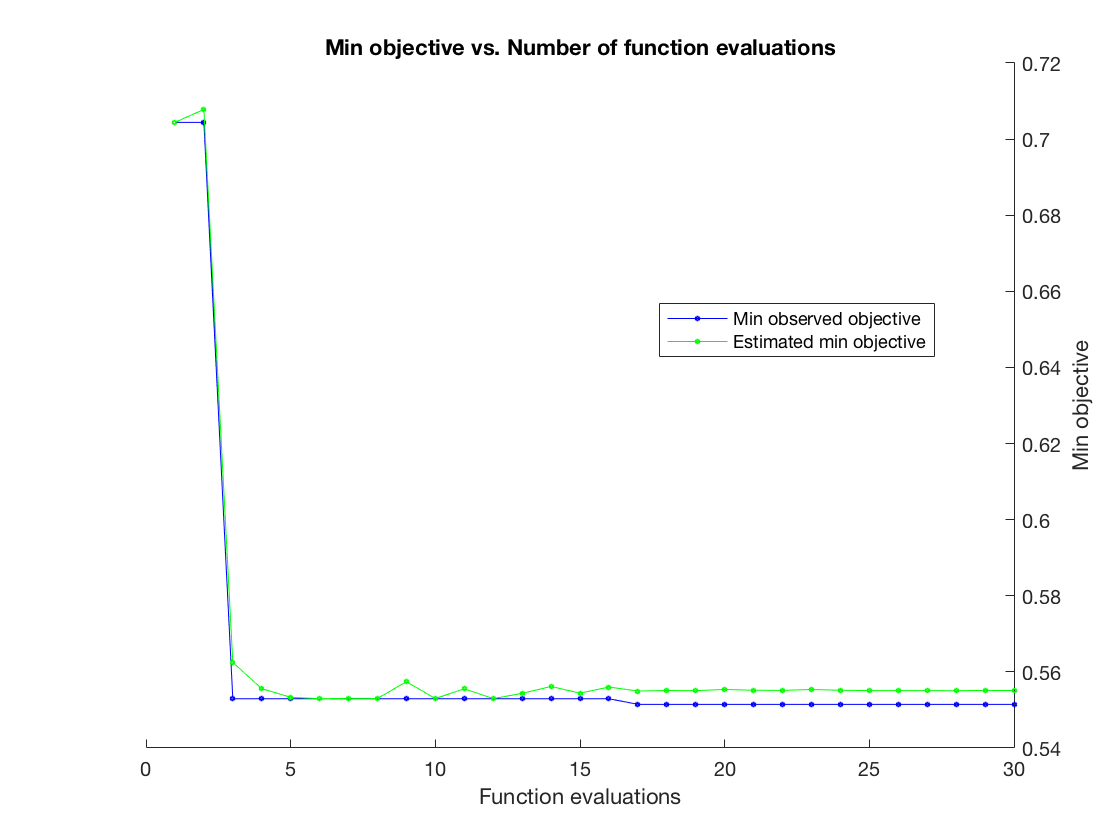 Min objective vs. Number of function evaluations
0.72
0.7
0.68
0.66
Min observed objective
Estimated min objective
0.64
Min objective
0.62
0.6
0.58
0.56
0.54
0 5 10 15 20 25 30
Function evaluations